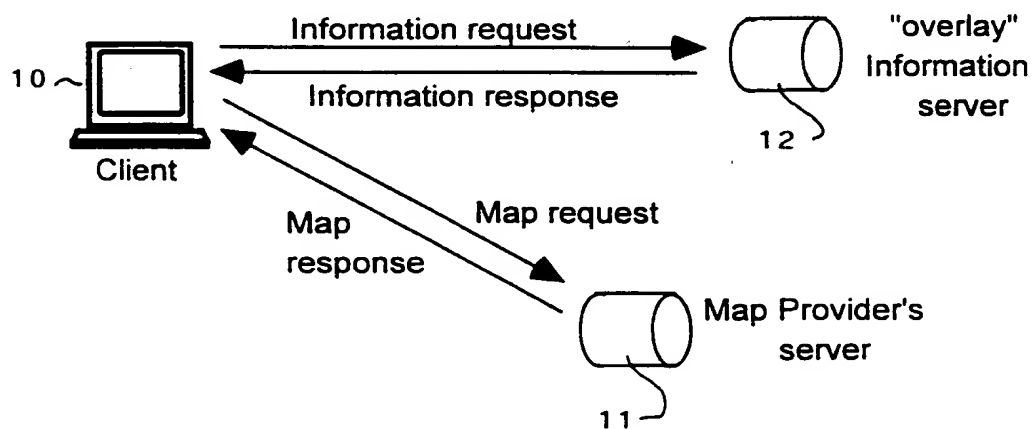 Information request
Information response
10
Client
"overlay"
Information
server
12
Map request
Map
response
Map Provider's
server
11